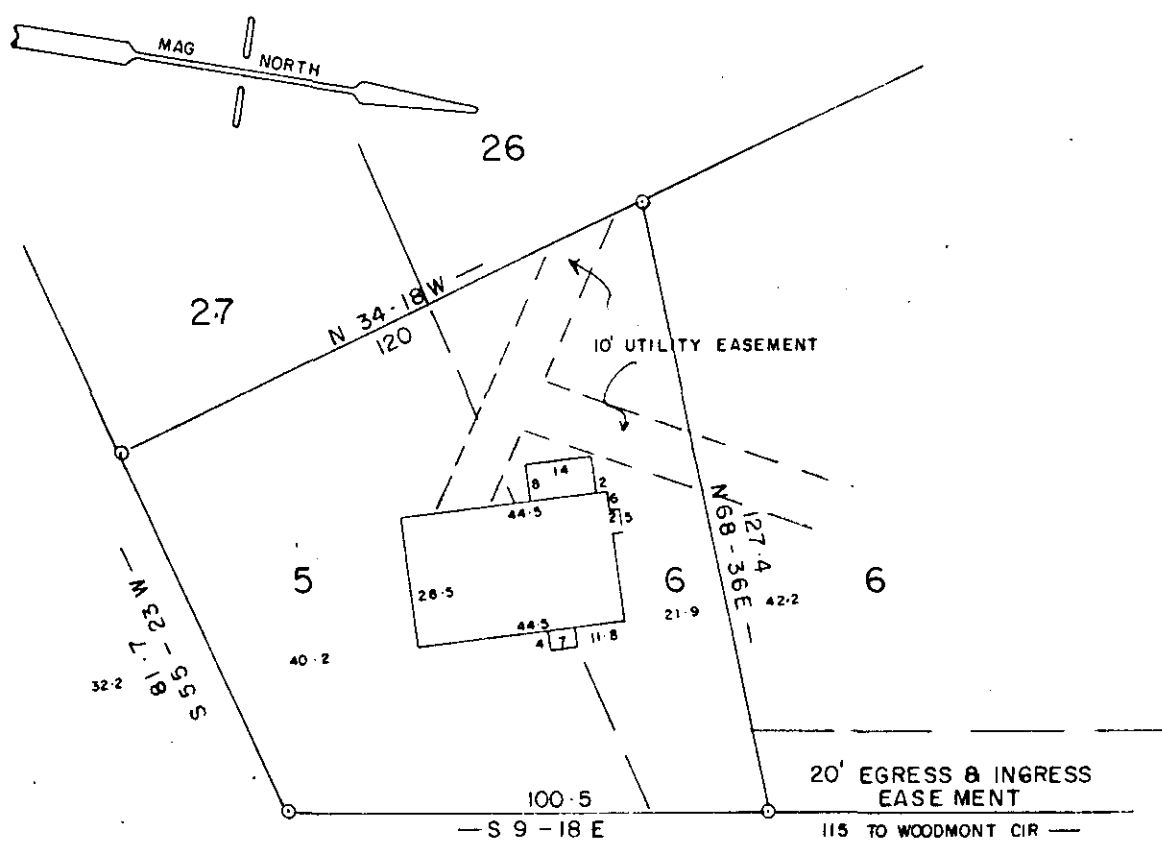 MAG
NORTH
26
27
N 34-18 W
120
10' UTILITY EASEMENT
14
8
2
6
44.5
2
5
5
28.5
6
6
N 68-36 E
127.4
21.9
42.2
44.5
4
7
11.8
40.2
S 55-23 W
81.7
32.2
20' EGRESS & INGRESS
EASEMENT
100.5
S 9-18 E
115 TO WOODMONT CIR